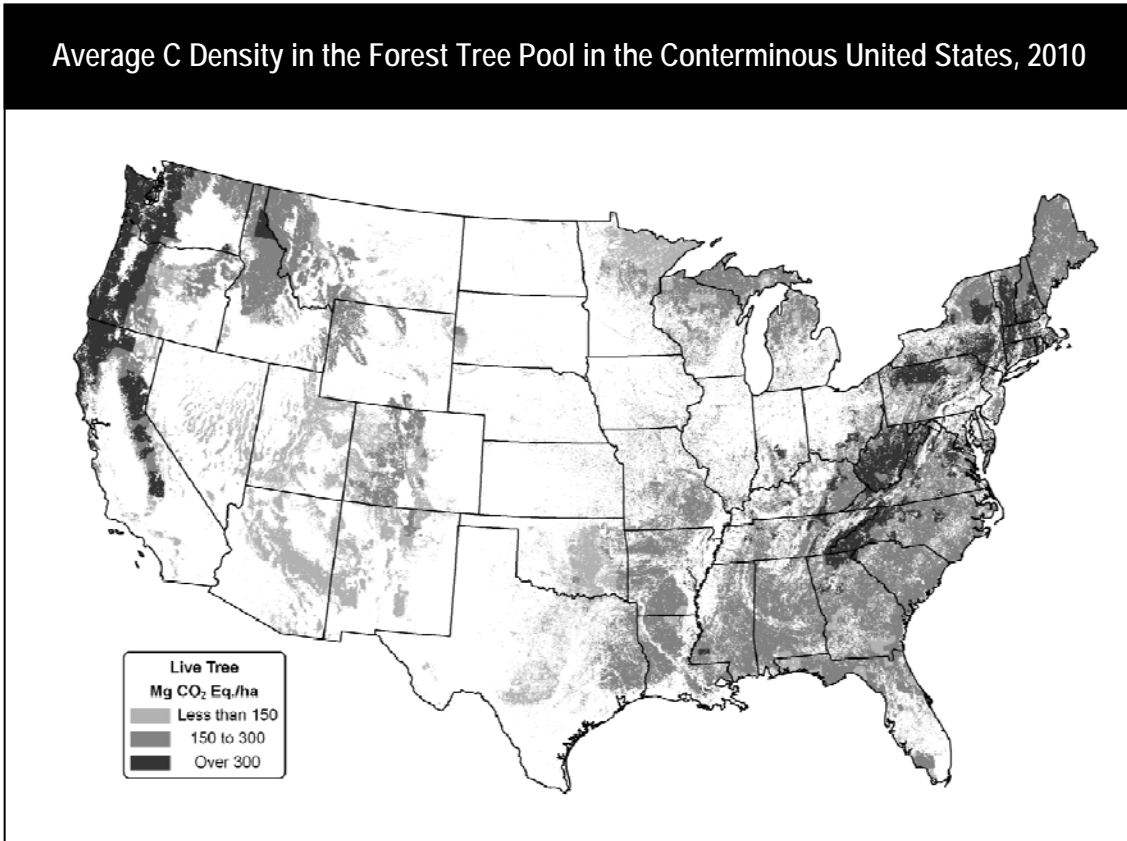 Average C Density in the Forest Tree Pool in the Conterminous United States, 2010
Live Tree
Mg CO₂ Eq./ha
Less than 150
150 to 300
Over 300